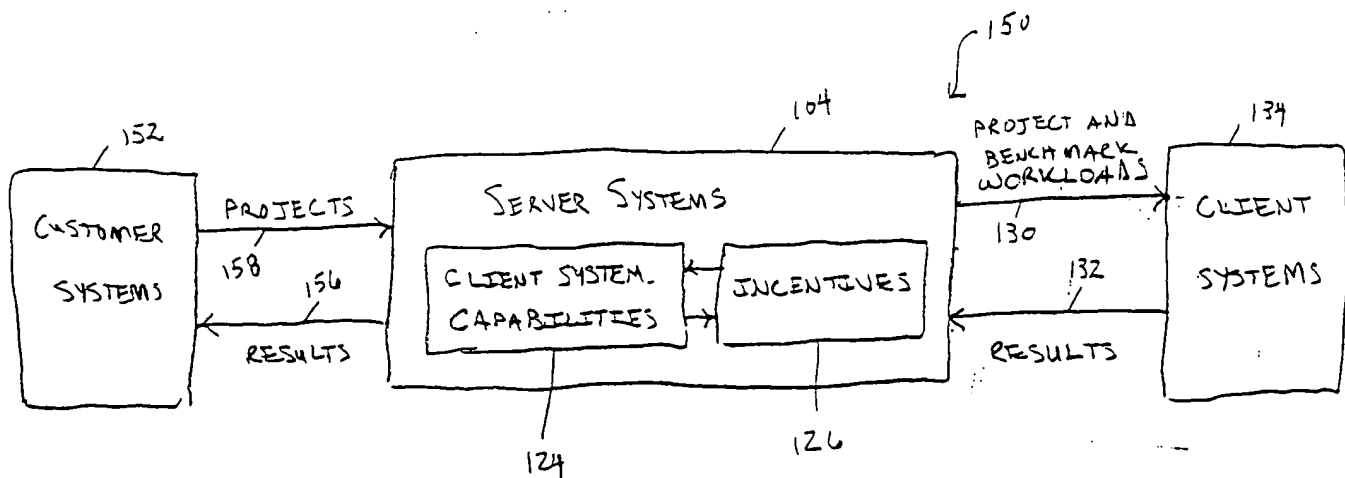 150
152
CUSTOMER
SYSTEMS
PROJECTS
158
156
RESULTS
104
SERVER SYSTEMS
CLIENT SYSTEM.
CAPABILITIES
124
INCENTIVES
126
PROJECT AND
BENCHMARK
WORKLOADS
130
132
RESULTS
134
CLIENT
SYSTEMS